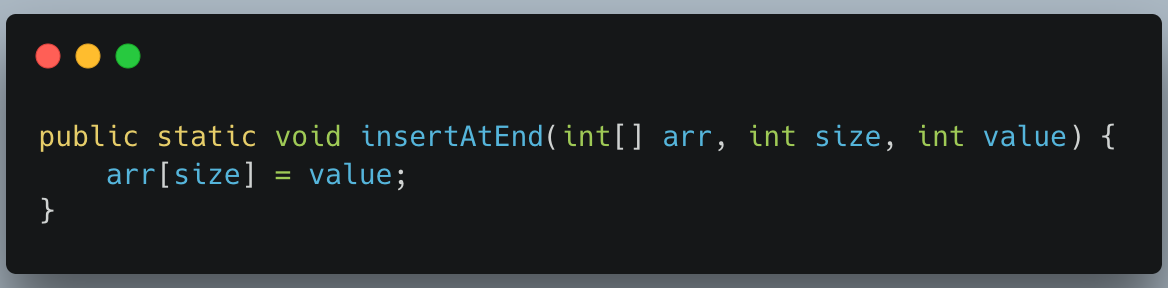 public static void insertAtEnd(int[] arr, int size, int value) {
    arr[size] = value;
}